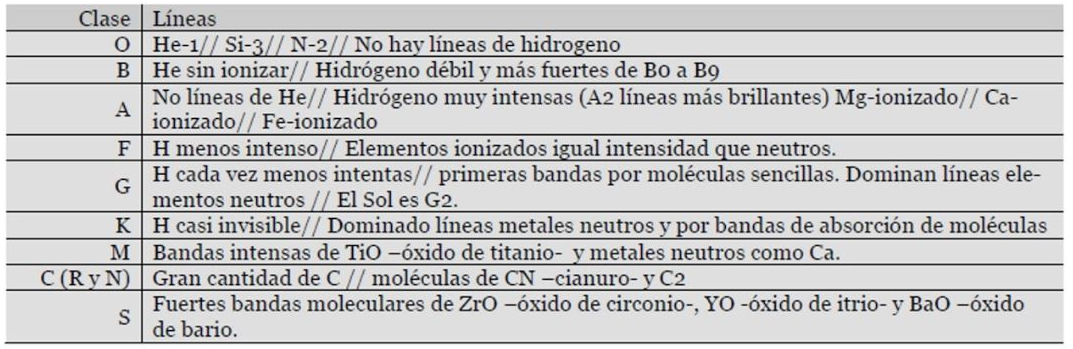 Clase Líneas
O He-1// Si-3// N-2// No hay líneas de hidrogeno
B He sin ionizar// Hidrógeno débil y más fuertes de B0 a B9
A No líneas de He// Hidrógeno muy intensas (A2 líneas más brillantes) Mg-ionizado// Ca-
ionizado// Fe-ionizado
F H menos intenso// Elementos ionizados igual intensidad que neutros.
G H cada vez menos intentas// primeras bandas por moléculas sencillas. Dominan líneas ele-
mentos neutros // El Sol es G2.
K H casi invisible// Dominado líneas metales neutros y por bandas de absorción de moléculas
M Bandas intensas de TiO –óxido de titanio- y metales neutros como Ca.
C (R y N) Gran cantidad de C // moléculas de CN –cianuro- y C2
S Fuertes bandas moleculares de ZrO –óxido de circonio-, YO -óxido de itrio- y BaO –óxido
de bario.